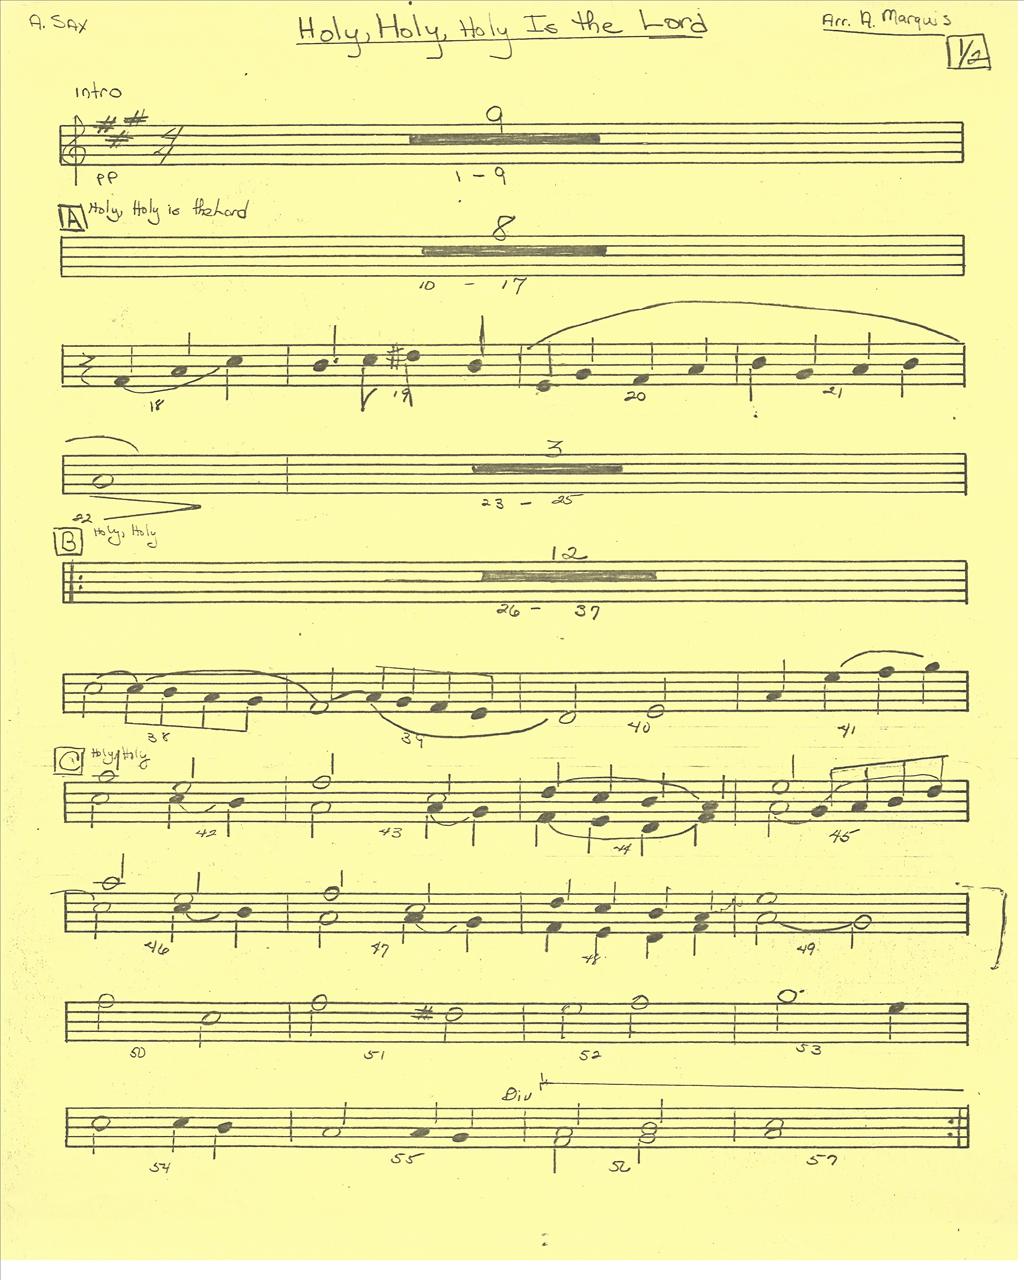 A. Sax
Holy, Holy, Holy Is the Lord
Arr. A. Marquis
1/2
Intro
9
pp
1 - 9
A Holy, Holy is the Lord
8
10 - 17
18 19 20 21
3
22 23 - 25
B Holy, Holy
12
26 - 37
38 39 40 41
C Holy, Holy
42 43 44 45
46 47 48 49
50 51 52 53
Div
54 55 56 57